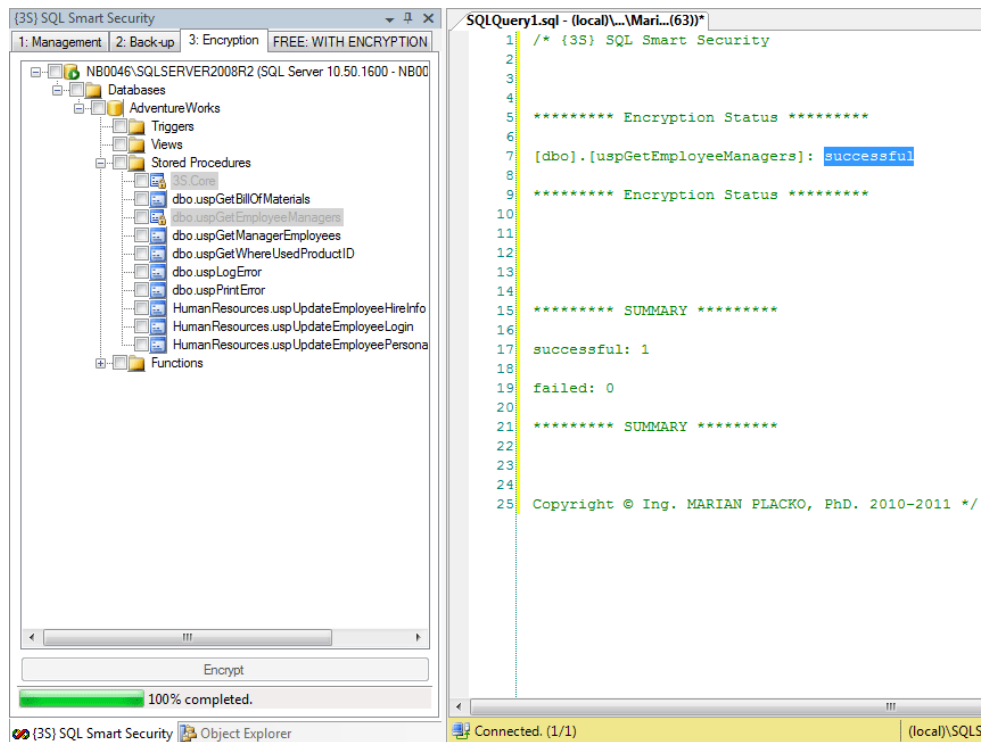 {3S} SQL Smart Security
1: Management 2: Back-up 3: Encryption FREE: WITH ENCRYPTION
NB0046\SQLSERVER2008R2 (SQL Server 10.50.1600 - NB00
Databases
AdventureWorks
Triggers
Views
Stored Procedures
3S.Core
dbo.uspGetBillOfMaterials
dbo.uspGetEmployeeManagers
dbo.uspGetManagerEmployees
dbo.uspGetWhereUsedProductID
dbo.uspLogError
dbo.uspPrintError
HumanResources.uspUpdateEmployeeHireInfo
HumanResources.uspUpdateEmployeeLogin
HumanResources.uspUpdateEmployeePersona
Functions
Encrypt
100% completed.
{3S} SQL Smart Security Object Explorer
SQLQuery1.sql - (local)\...\Mari...(63))*
1 /* {3S} SQL Smart Security
2
3
4
5 ********* Encryption Status *********
6
7 [dbo].[uspGetEmployeeManagers]: successful
8
9 ********* Encryption Status *********
10
11
12
13
14
15 ********* SUMMARY *********
16
17 successful: 1
18
19 failed: 0
20
21 ********* SUMMARY *********
22
23
24
25 Copyright © Ing. MARIAN PLACKO, PhD. 2010-2011 */
Connected. (1/1) (local)\SQLS